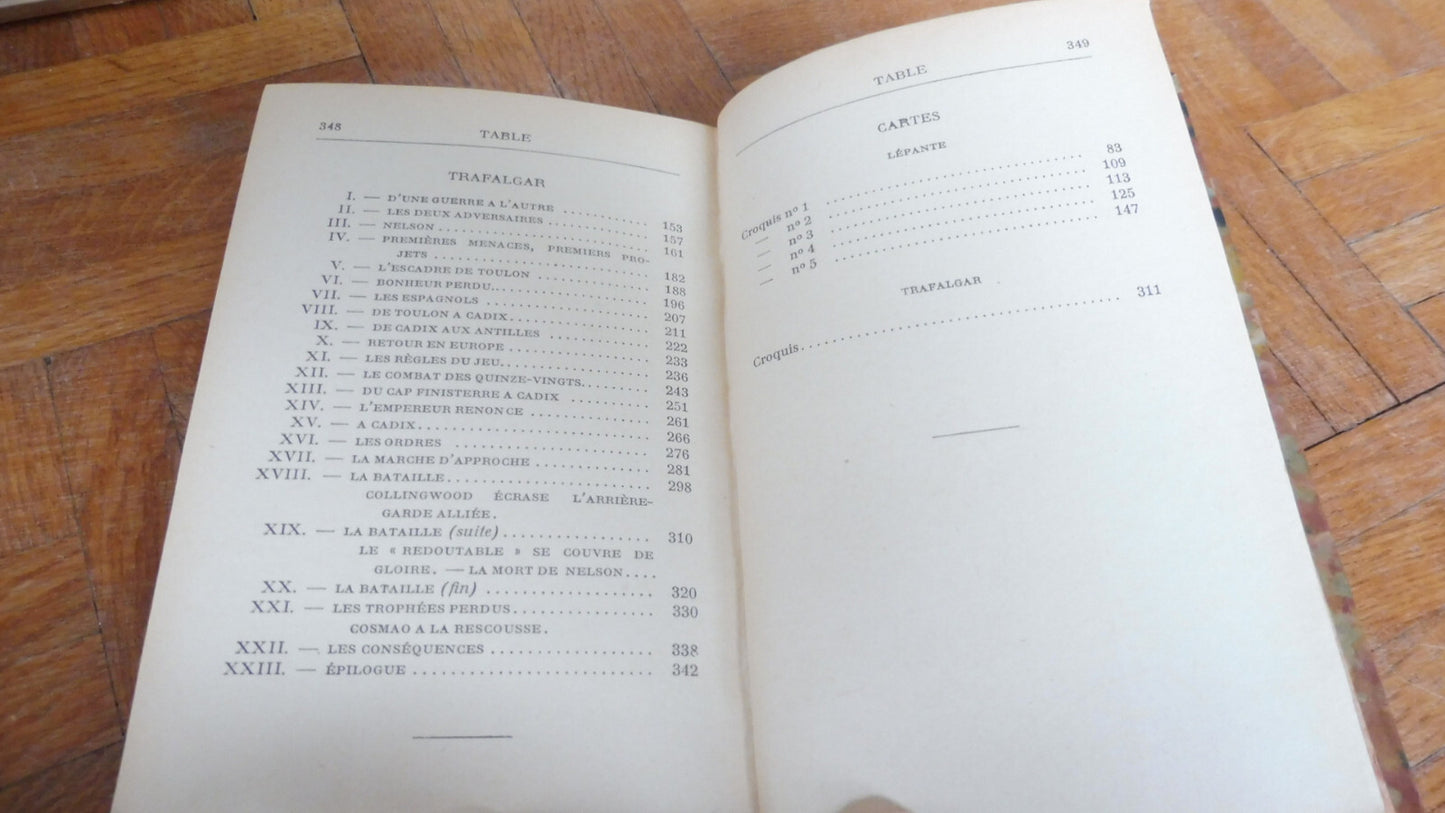 348
TABLE
TRAFALGAR
I. — D'UNE GUERRE A L'AUTRE .......... 153
II. — LES DEUX ADVERSAIRES .......... 157
III. — NELSON .......... 161
IV. — PREMIÈRES MENACES, PREMIERS PRO-
JETS .......... 182
V. — L'ESCADRE DE TOULON .......... 188
VI. — BONHEUR PERDU .......... 196
VII. — LES ESPAGNOLS .......... 207
VIII. — DE TOULON A CADIX .......... 211
IX. — DE CADIX AUX ANTILLES .......... 222
X. — RETOUR EN EUROPE .......... 233
XI. — LES RÈGLES DU JEU .......... 236
XII. — LE COMBAT DES QUINZE-VINGTS .......... 243
XIII. — DU CAP FINISTERRE A CADIX .......... 251
XIV. — L'EMPEREUR RENONCE .......... 261
XV. — A CADIX .......... 266
XVI. — LES ORDRES .......... 276
XVII. — LA MARCHE D'APPROCHE .......... 281
XVIII. — LA BATAILLE .......... 298
COLLINGWOOD ÉCRASE L'ARRIÈRE-
GARDE ALLIÉE.
XIX. — LA BATAILLE (suite) .......... 310
LE « REDOUTABLE » SE COUVRE DE
GLOIRE. — LA MORT DE NELSON....
XX. — LA BATAILLE (fin) .......... 320
XXI. — LES TROPHÉES PERDUS .......... 330
COSMAO A LA RESCOUSSE.
XXII. — LES CONSÉQUENCES .......... 338
XXIII. — ÉPILOGUE .......... 342
349
TABLE
CARTES
LÉPANTE
Croquis nº 1 .......... 83
— nº 2 .......... 109
— nº 3 .......... 113
— nº 4 .......... 125
— nº 5 .......... 147
TRAFALGAR
Croquis .......... 311